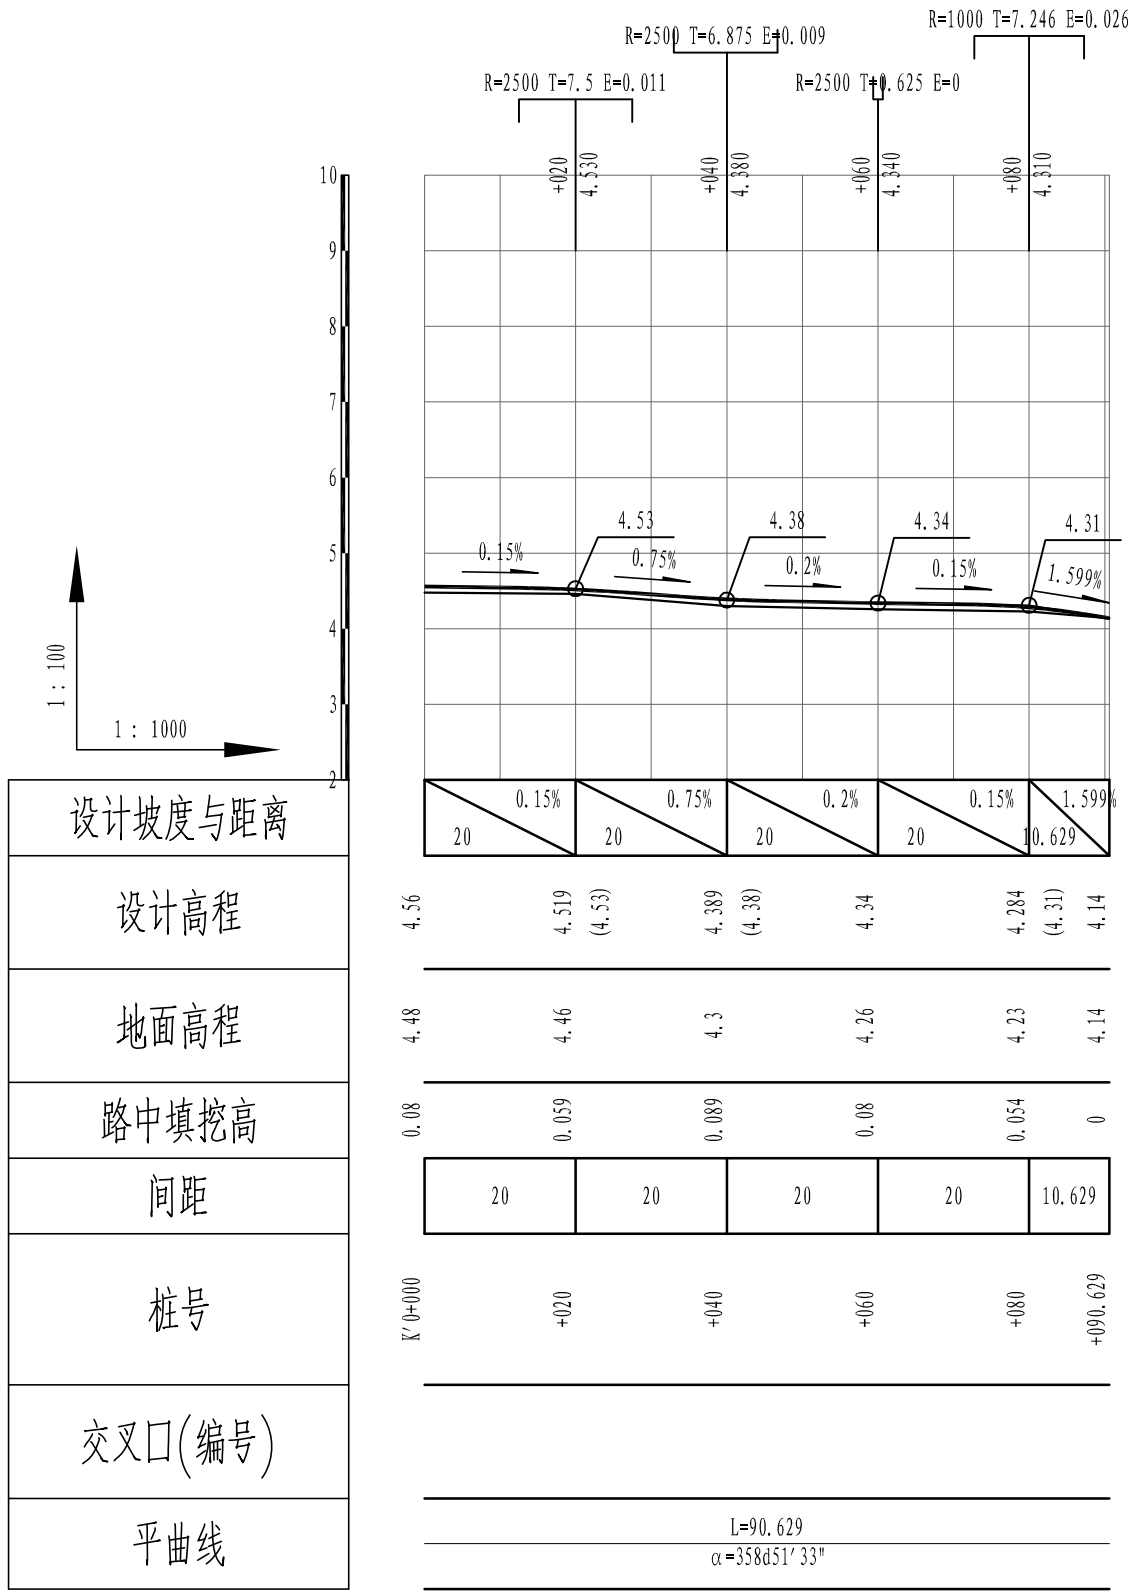 R=1000 T=7.246 E=0.026
R=2500 T=6.875 E=0.009
R=2500 T=7.5 E=0.011
R=2500 T=0.625 E=0
+020
4.530
+040
4.380
+060
4.340
+080
4.310
10
9
8
7
6
5
4
3
2
4.53
4.38
4.34
4.31
0.15%
0.75%
0.2%
0.15%
1.599%
1 : 100
1 : 1000
设计坡度与距离
0.15% 0.75% 0.2% 0.15% 1.599%
20 20 20 20 10.629
设计高程
4.56 4.519 (4.53) 4.389 (4.38) 4.34 4.284 (4.31) 4.14
地面高程
4.48 4.46 4.3 4.26 4.23 4.14
路中填挖高
0.08 0.059 0.089 0.08 0.054 0
间距
20 20 20 20 10.629
桩号
K'0+000 +020 +040 +060 +080 +090.629
交叉口(编号)
平曲线
L=90.629
α=358d51'33"